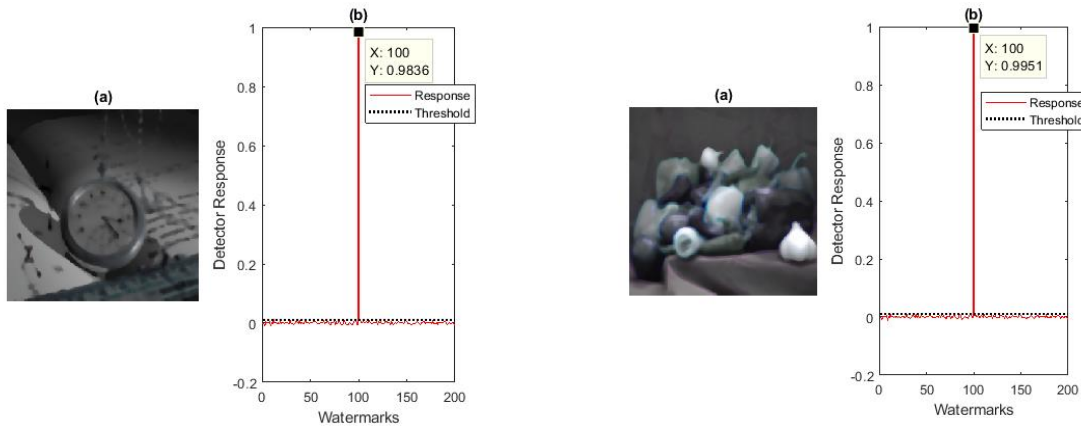 (a)
(b)
1
0.8
0.6
0.4
0.2
0
-0.2
Detector Response
X: 100
Y: 0.9836
Response
Threshold
0 50 100 150 200
Watermarks
(a)
(b)
1
0.8
0.6
0.4
0.2
0
-0.2
Detector Response
X: 100
Y: 0.9951
Response
Threshold
0 50 100 150 200
Watermarks